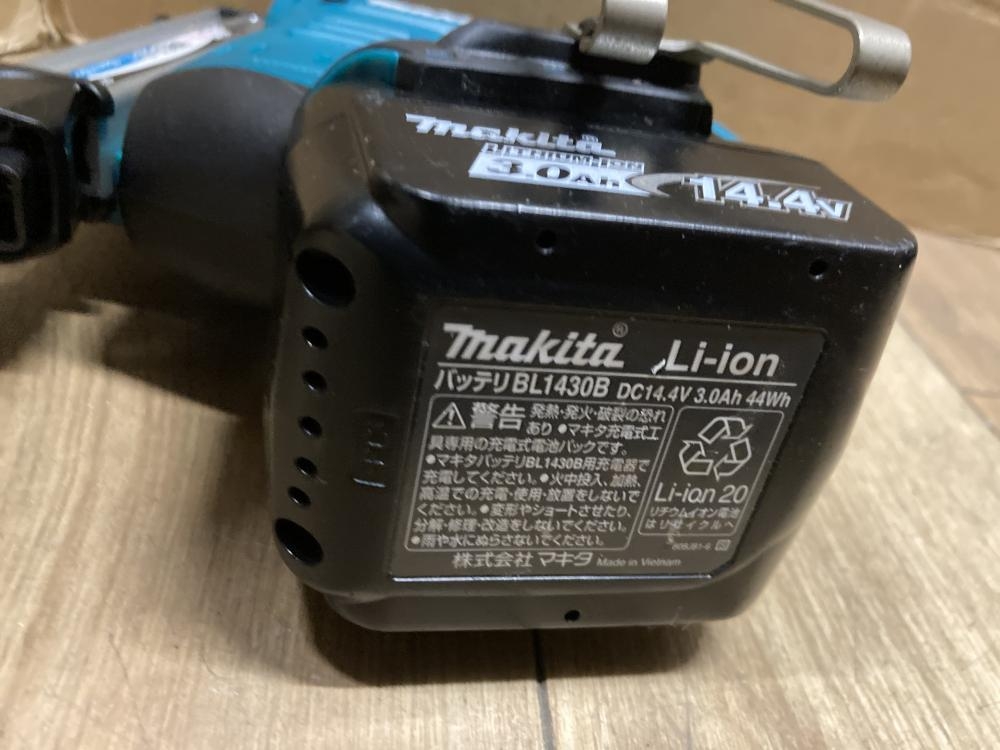 makita
LITHIUM-ION
3.0Ah 14.4V
makita® Li-ion
バッテリ BL1430B DC14.4V 3.0Ah 44Wh
警告 発熱・発火・破裂の恐れ
あり ●マキタ充電式工
具専用の充電式電池パックです。
●マキタバッテリBL1430B用充電器で
充電してください。●火中投入、加熱、
高温での充電・使用・放置をしないで
ください。●変形やショートさせたり、
分解・修理・改造をしないでください。
●雨や水にぬらさないでください。
Li-ion 20
リチウムイオン電池
はリサイクルへ
株式会社 マキタ Made in Vietnam